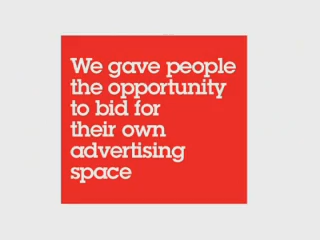 We gave people
the opportunity
to bid for
their own
advertising
space